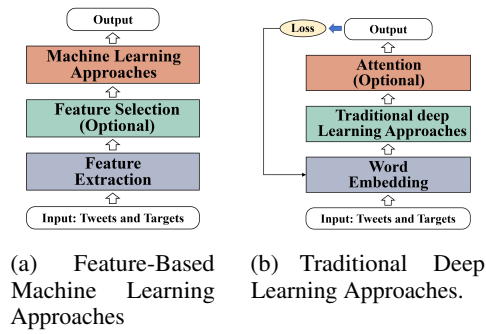 Output
Machine Learning
Approaches
Feature Selection
(Optional)
Feature
Extraction
Input: Tweets and Targets
(a) Feature-Based
Machine Learning
Approaches
Loss
Output
Attention
(Optional)
Traditional deep
Learning Approaches
Word
Embedding
Input: Tweets and Targets
(b) Traditional Deep
Learning Approaches.